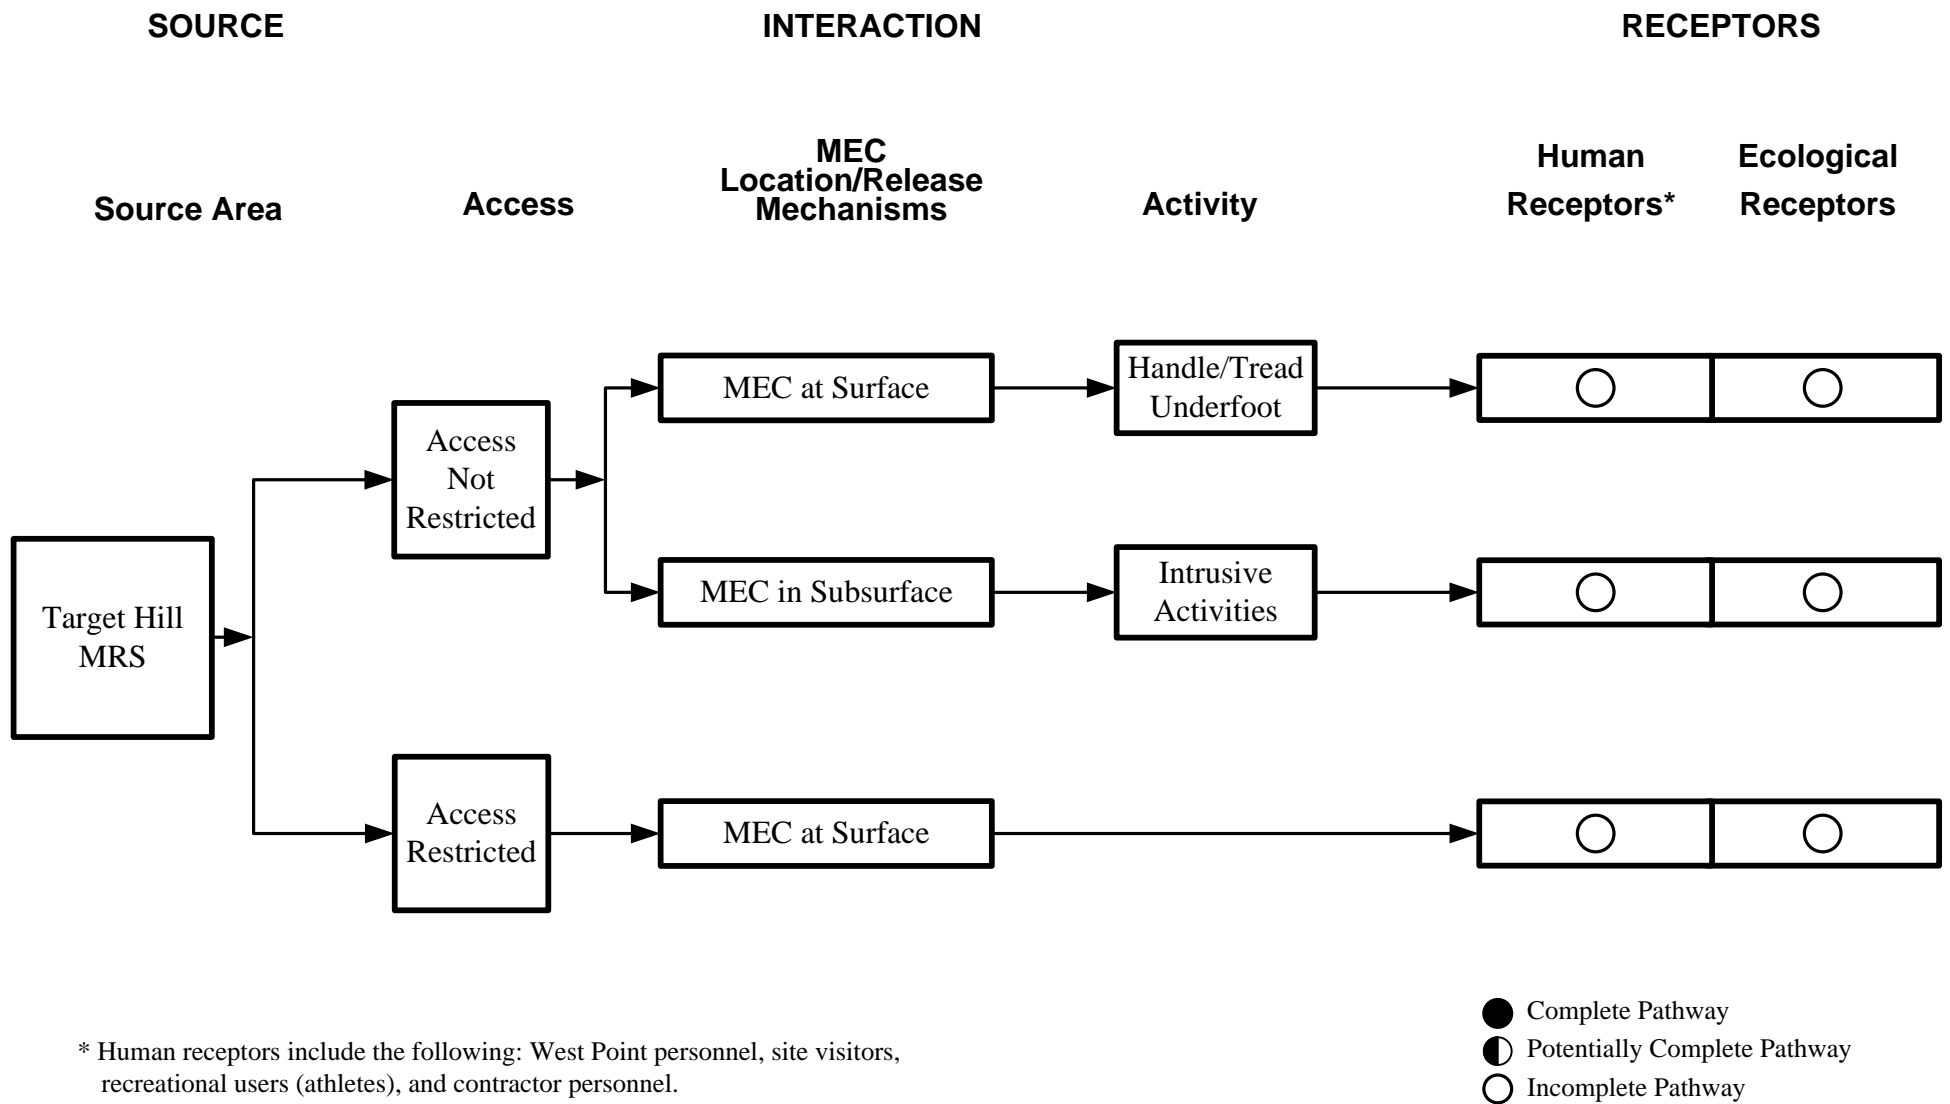 SOURCE
INTERACTION
RECEPTORS
Source Area
Access
MEC
Location/Release
Mechanisms
Activity
Human
Receptors*
Ecological
Receptors
Target Hill
MRS
Access
Not
Restricted
MEC at Surface
Handle/Tread
Underfoot
MEC in Subsurface
Intrusive
Activities
Access
Restricted
MEC at Surface
* Human receptors include the following: West Point personnel, site visitors,
recreational users (athletes), and contractor personnel.
Complete Pathway
Potentially Complete Pathway
Incomplete Pathway